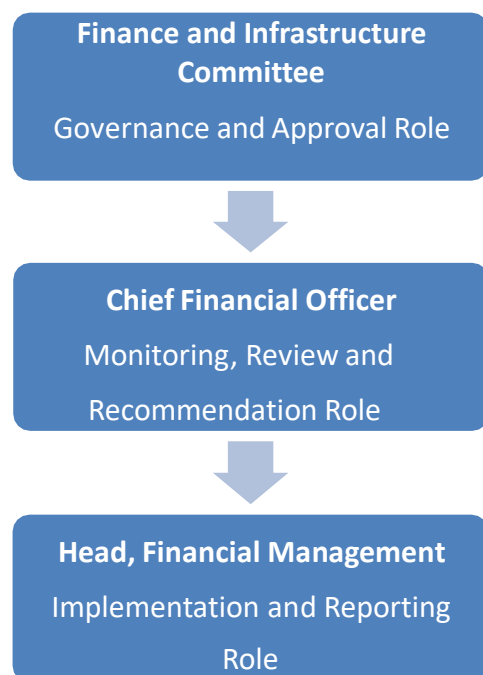 Finance and Infrastructure
Committee
Governance and Approval Role
Chief Financial Officer
Monitoring, Review and
Recommendation Role
Head, Financial Management
Implementation and Reporting
Role